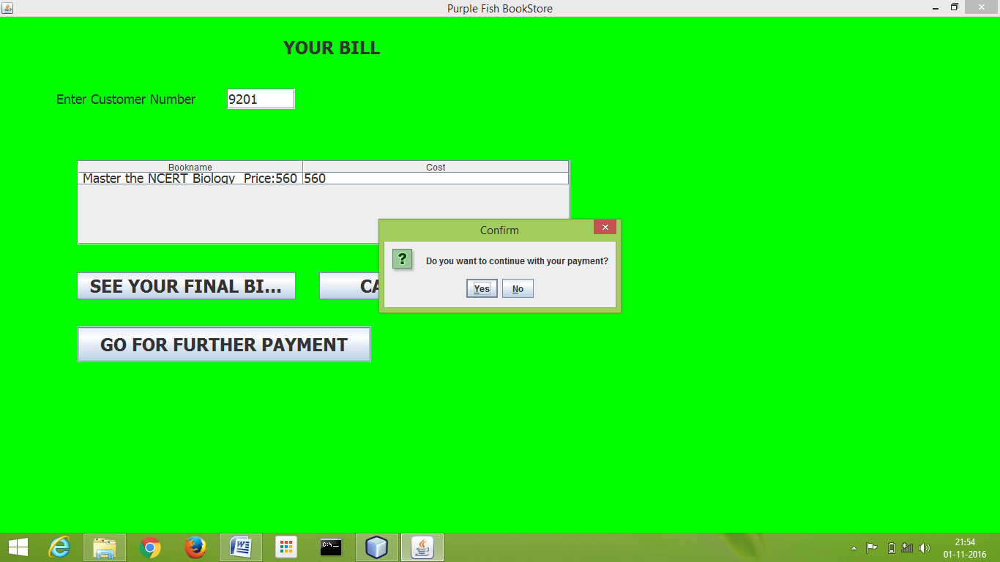 Purple Fish BookStore
YOUR BILL
Enter Customer Number 9201
Bookname Cost
Master the NCERT Biology Price:560 560
Confirm
? Do you want to continue with your payment?
Yes No
SEE YOUR FINAL BI... CA
GO FOR FURTHER PAYMENT
21:54
01-11-2016